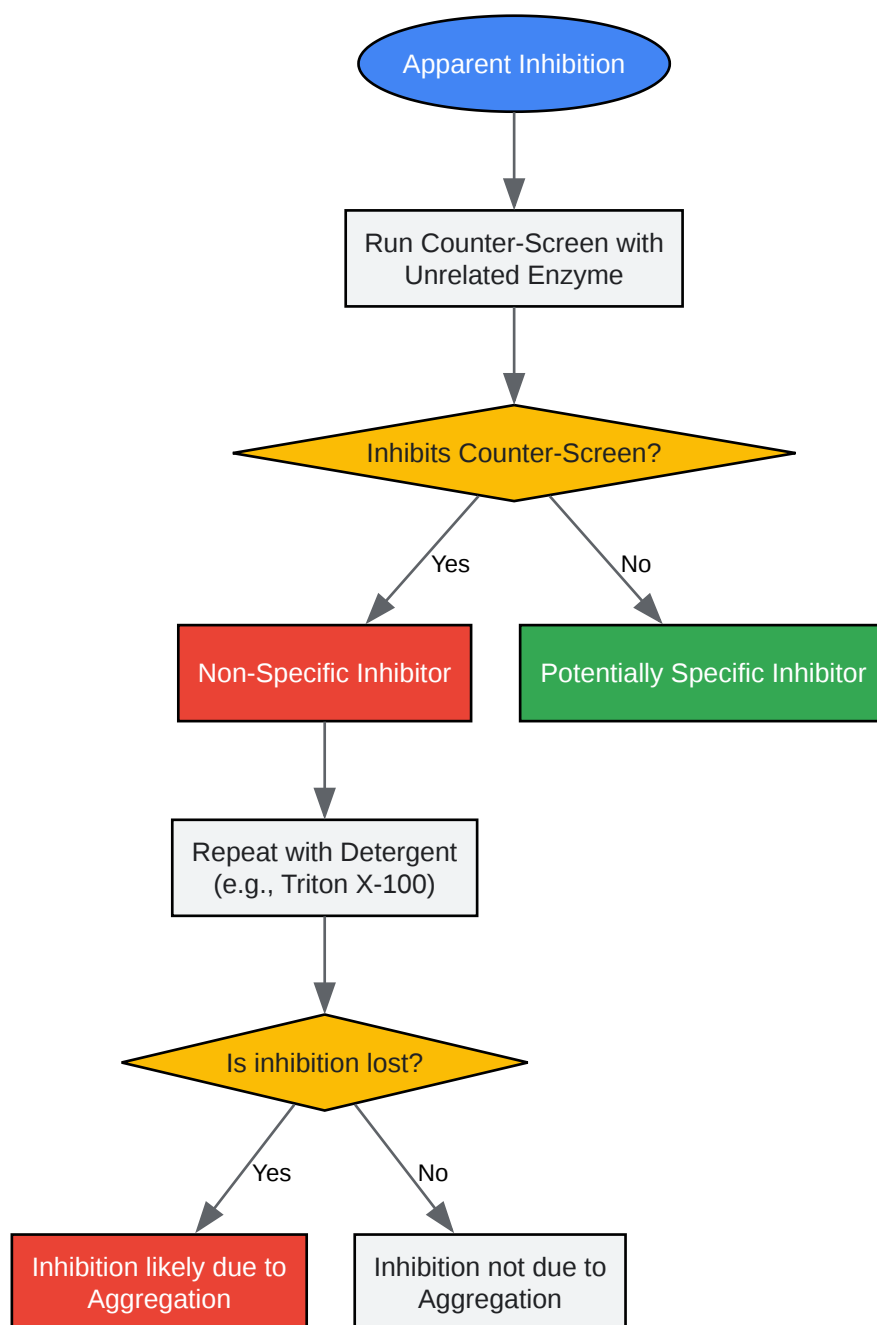 Apparent Inhibition
Run Counter-Screen with
Unrelated Enzyme
Inhibits Counter-Screen?
Yes
No
Non-Specific Inhibitor
Potentially Specific Inhibitor
Repeat with Detergent
(e.g., Triton X-100)
Is inhibition lost?
Yes
No
Inhibition likely due to
Aggregation
Inhibition not due to
Aggregation